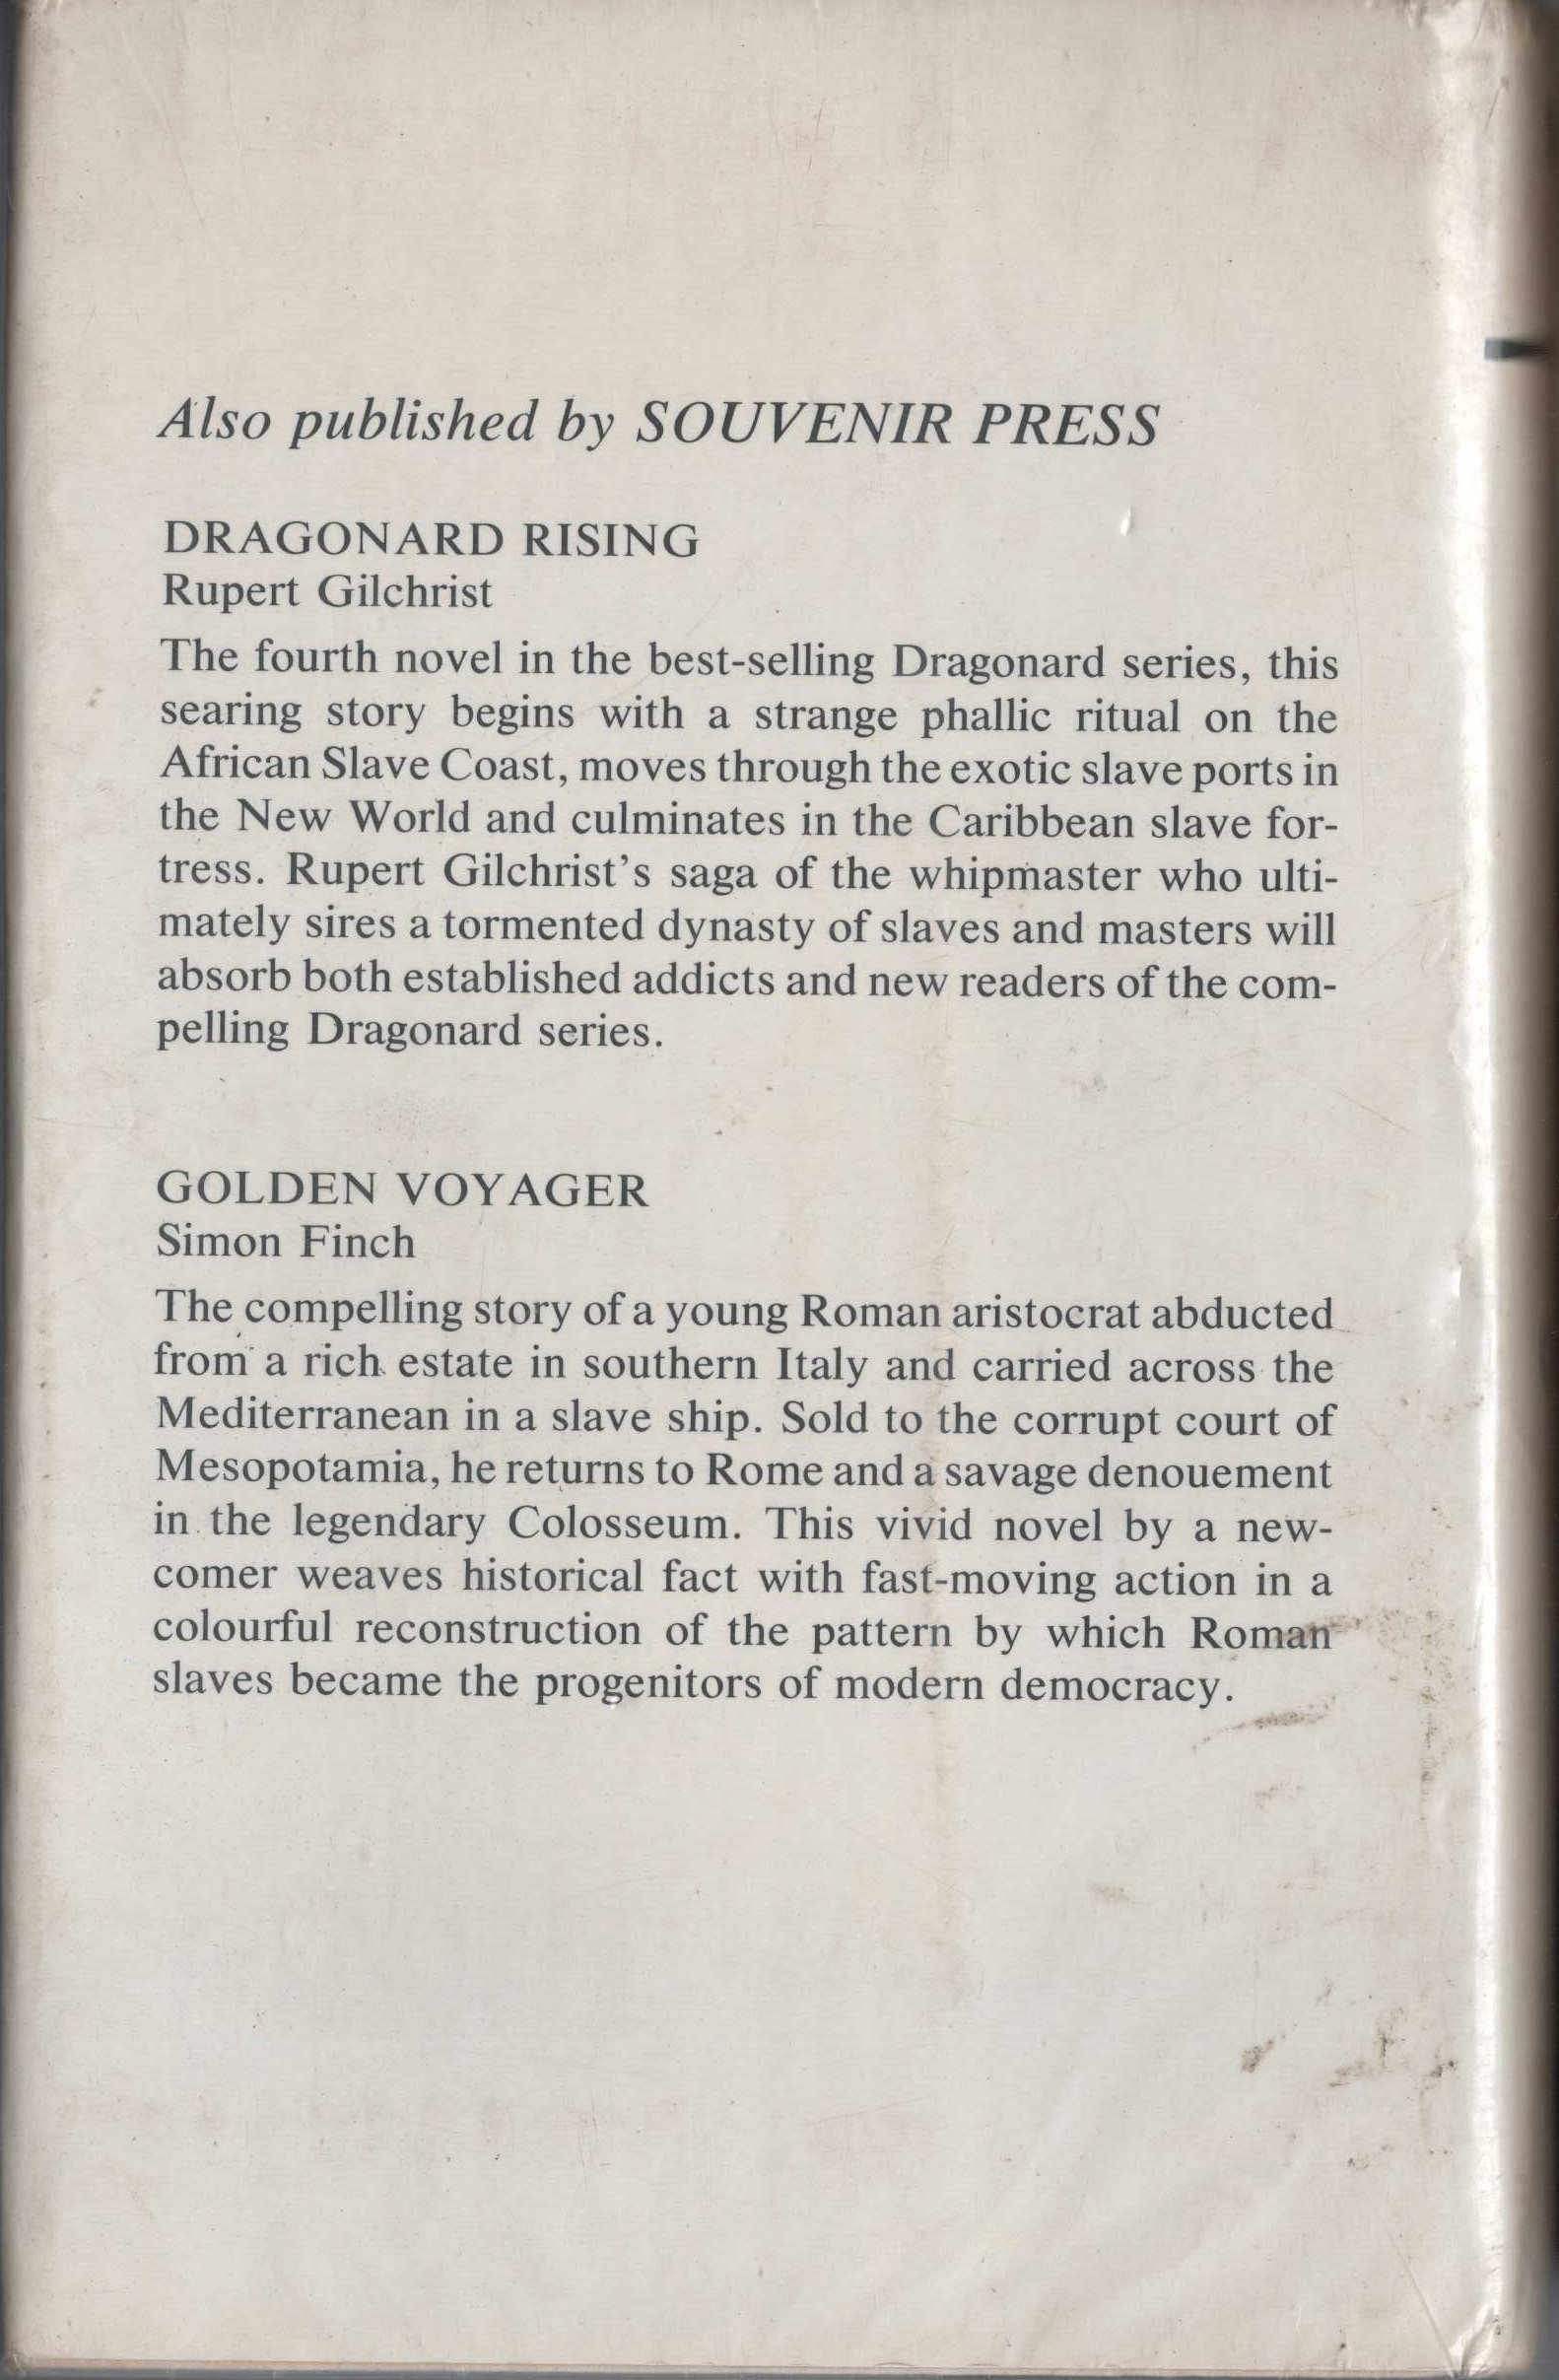 Also published by SOUVENIR PRESS
DRAGONARD RISING
Rupert Gilchrist
The fourth novel in the best-selling Dragonard series, this
searing story begins with a strange phallic ritual on the
African Slave Coast, moves through the exotic slave ports in
the New World and culminates in the Caribbean slave for-
tress. Rupert Gilchrist's saga of the whipmaster who ulti-
mately sires a tormented dynasty of slaves and masters will
absorb both established addicts and new readers of the com-
pelling Dragonard series.
GOLDEN VOYAGER
Simon Finch
The compelling story of a young Roman aristocrat abducted
from a rich estate in southern Italy and carried across the
Mediterranean in a slave ship. Sold to the corrupt court of
Mesopotamia, he returns to Rome and a savage denouement
in the legendary Colosseum. This vivid novel by a new-
comer weaves historical fact with fast-moving action in a
colourful reconstruction of the pattern by which Roman
slaves became the progenitors of modern democracy.